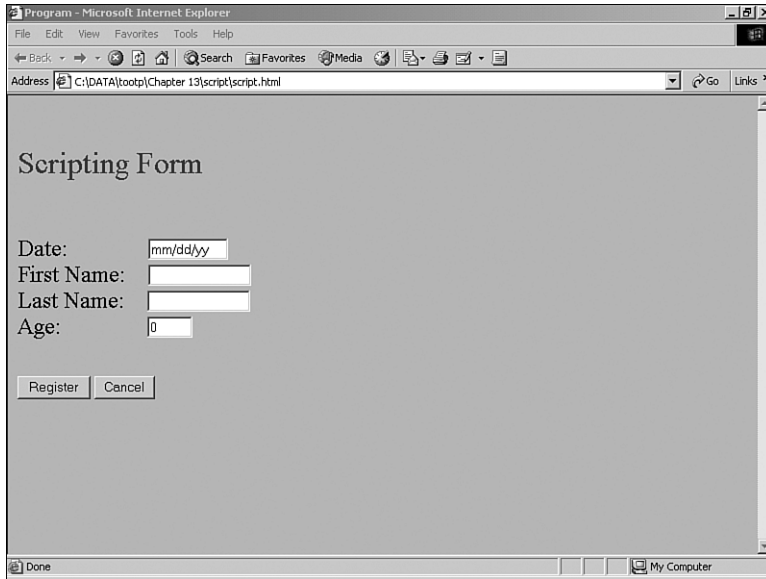 Program - Microsoft Internet Explorer
File Edit View Favorites Tools Help
Back Search Favorites Media
Address C:\DATA\tootp\Chapter 13\script\script.html Go Links
Scripting Form
Date: mm/dd/yy
First Name:
Last Name:
Age: 0
Register Cancel
Done My Computer